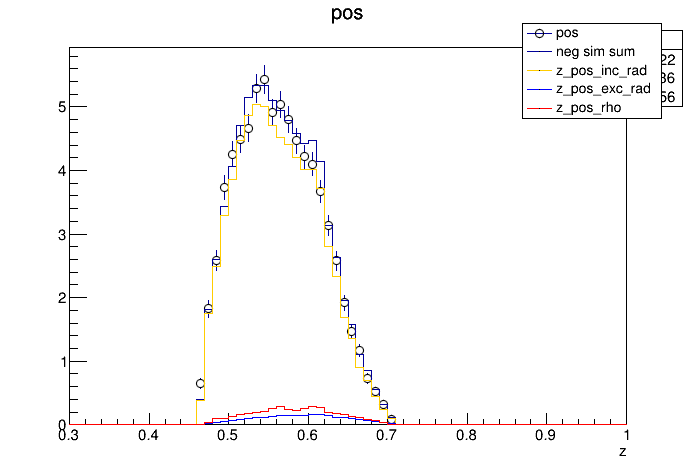 pos
pos
neg sim sum
z_pos_inc_rad
z_pos_exc_rad
z_pos_rho
22
36
56
5
4
3
2
1
0
0.3 0.4 0.5 0.6 0.7 0.8 0.9 1
z